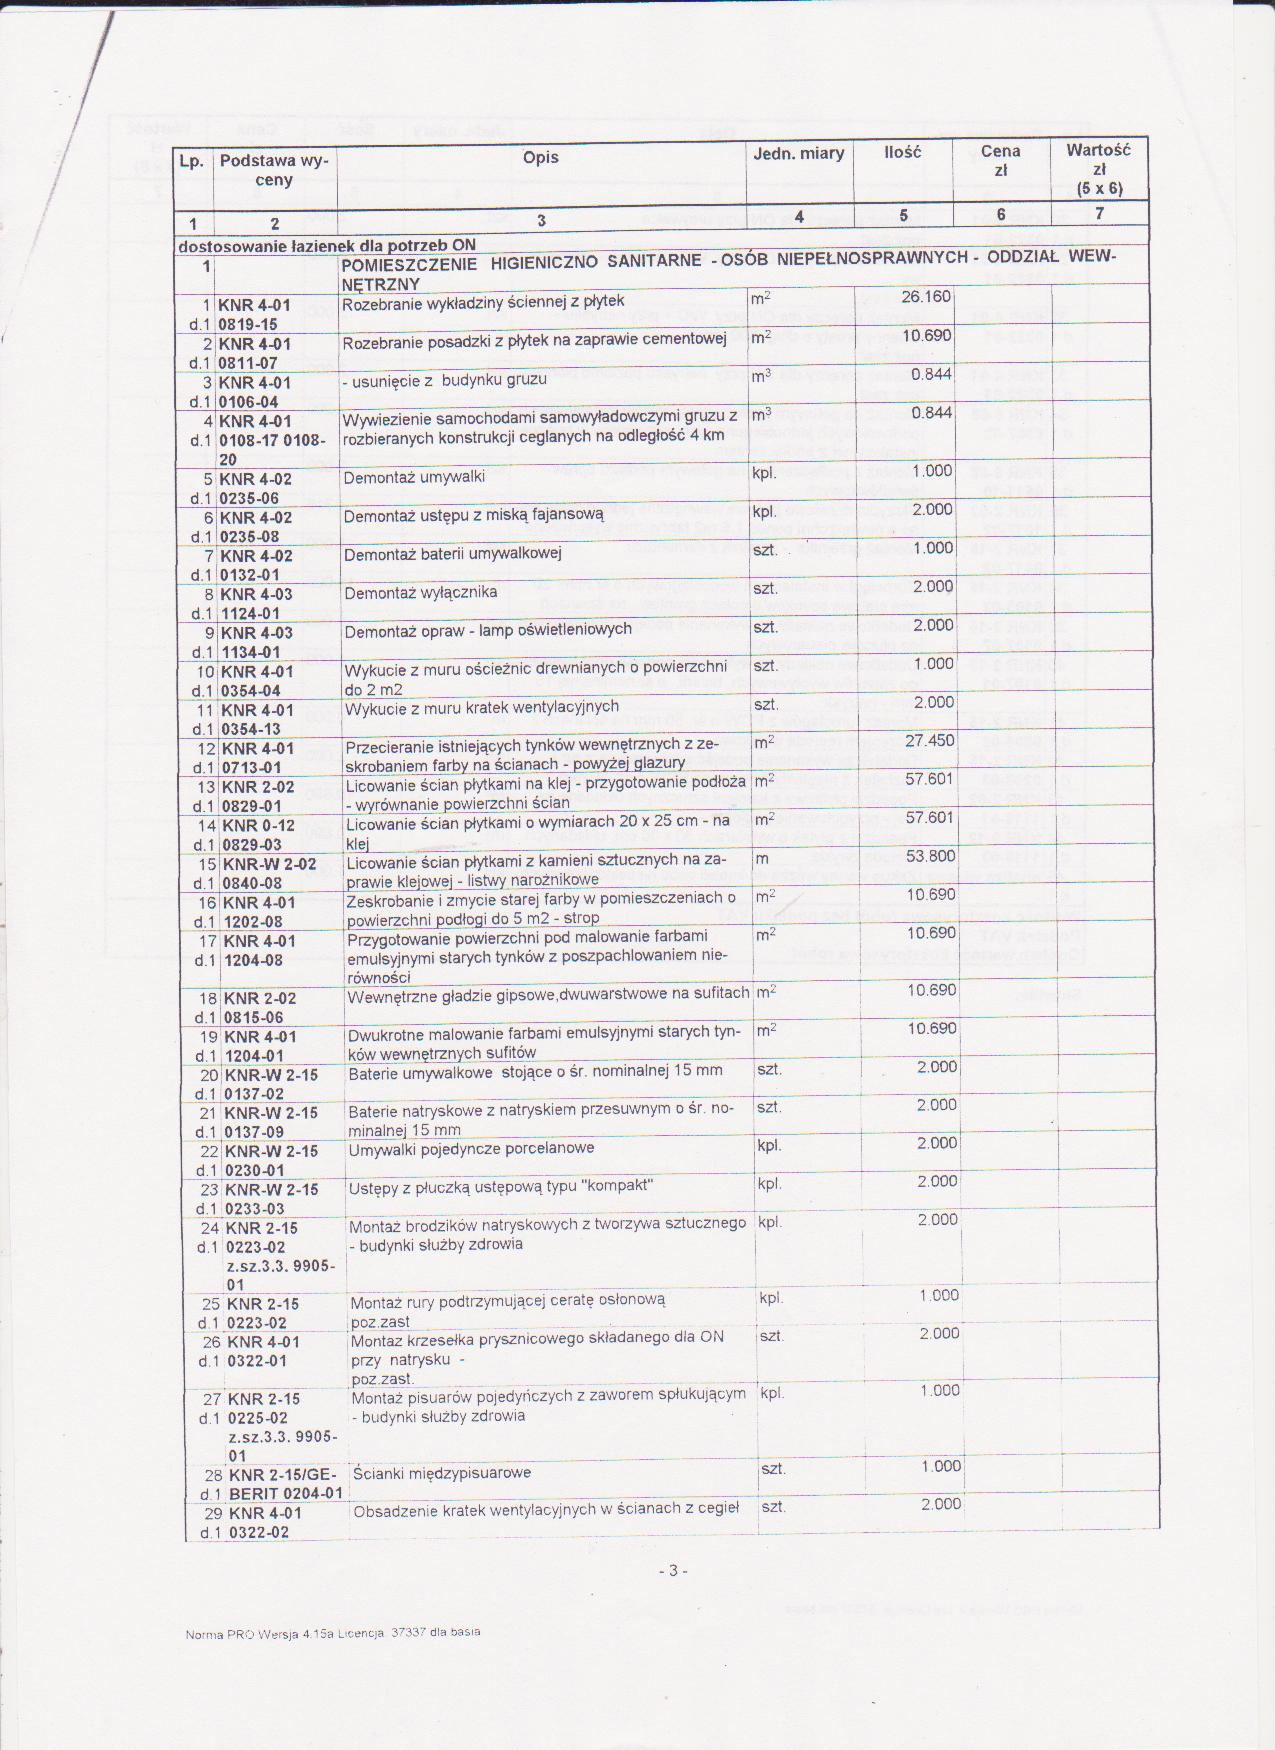 Lp. Podstawa wy- Opis Jedn. miary Ilość Cena Wartość
ceny zł zł
(5 x 6)
1 2 3 4 5 6 7
dostosowanie łazienek dla potrzeb ON
1 POMIESZCZENIE HIGIENICZNO SANITARNE - OSÓB NIEPEŁNOSPRAWNYCH - ODDZIAŁ WEW-
NĘTRZNY
1 KNR 4-01 Rozebranie wykładziny ściennej z płytek m² 26.160
d.1 0819-15
2 KNR 4-01 Rozebranie posadzki z płytek na zaprawie cementowej m² 10.690
d.1 0811-07
3 KNR 4-01 - usunięcie z budynku gruzu m³ 0.844
d.1 0106-04
4 KNR 4-01 Wywiezienie samochodami samowyładowczymi gruzu z m³ 0.844
d.1 0108-17 0108- rozbieranych konstrukcji ceglanych na odległość 4 km
20
5 KNR 4-02 Demontaż umywalki kpl. 1.000
d.1 0235-06
6 KNR 4-02 Demontaż ustępu z miską fajansową kpl. 2.000
d.1 0235-08
7 KNR 4-02 Demontaż baterii umywalkowej szt. 1.000
d.1 0132-01
8 KNR 4-03 Demontaż wyłącznika szt. 2.000
d.1 1124-01
9 KNR 4-03 Demontaż opraw - lamp oświetleniowych szt. 2.000
d.1 1134-01
10 KNR 4-01 Wykucie z muru ościeżnic drewnianych o powierzchni szt. 1.000
d.1 0354-04 do 2 m2
11 KNR 4-01 Wykucie z muru kratek wentylacyjnych szt. 2.000
d.1 0354-13
12 KNR 4-01 Przecieranie istniejących tynków wewnętrznych z ze- m² 27.450
d.1 0713-01 skrobaniem farby na ścianach - powyżej glazury
13 KNR 2-02 Licowanie ścian płytkami na klej - przygotowanie podłoża m² 57.601
d.1 0829-01 - wyrównanie powierzchni ścian
14 KNR 0-12 Licowanie ścian płytkami o wymiarach 20 x 25 cm - na m² 57.601
d.1 0829-03 klej
15 KNR-W 2-02 Licowanie ścian płytkami z kamieni sztucznych na za- m 53.800
d.1 0840-08 prawie klejowej - listwy narożnikowe
16 KNR 4-01 Zeskrobanie i zmycie starej farby w pomieszczeniach o m² 10.690
d.1 1202-08 powierzchni podłogi do 5 m2 - strop
17 KNR 4-01 Przygotowanie powierzchni pod malowanie farbami m² 10.690
d.1 1204-08 emulsyjnymi starych tynków z poszpachlowaniem nie-
równości
18 KNR 2-02 Wewnętrzne gładzie gipsowe,dwuwarstwowe na sufitach m² 10.690
d.1 0815-06
19 KNR 4-01 Dwukrotne malowanie farbami emulsyjnymi starych tyn- m² 10.690
d.1 1204-01 ków wewnętrznych sufitów
20 KNR-W 2-15 Baterie umywalkowe stojące o śr. nominalnej 15 mm szt. 2.000
d.1 0137-02
21 KNR-W 2-15 Baterie natryskowe z natryskiem przesuwnym o śr. no- szt. 2.000
d.1 0137-09 minalnej 15 mm
22 KNR-W 2-15 Umywalki pojedyncze porcelanowe kpl. 2.000
d.1 0230-01
23 KNR-W 2-15 Ustępy z płuczką ustępową typu "kompakt" kpl. 2.000
d.1 0233-03
24 KNR 2-15 Montaż brodzików natryskowych z tworzywa sztucznego kpl. 2.000
d.1 0223-02 - budynki służby zdrowia
z.sz.3.3. 9905-
01
25 KNR 2-15 Montaż rury podtrzymującej ceratę osłonową kpl. 1.000
d.1 0223-02 poz.zast
26 KNR 4-01 Montaz krzesełka prysznicowego składanego dla ON szt. 2.000
d.1 0322-01 przy natrysku -
poz.zast.
27 KNR 2-15 Montaż pisuarów pojedyńczych z zaworem spłukującym kpl. 1.000
d.1 0225-02 - budynki służby zdrowia
z.sz.3.3. 9905-
01
28 KNR 2-15/GE- Ścianki międzypisuarowe szt. 1.000
d.1 BERIT 0204-01
29 KNR 4-01 Obsadzenie kratek wentylacyjnych w ścianach z cegieł szt. 2.000
d.1 0322-02
- 3 -
Norma PRO Wersja 4.15a Licencja: 37337 dla basia